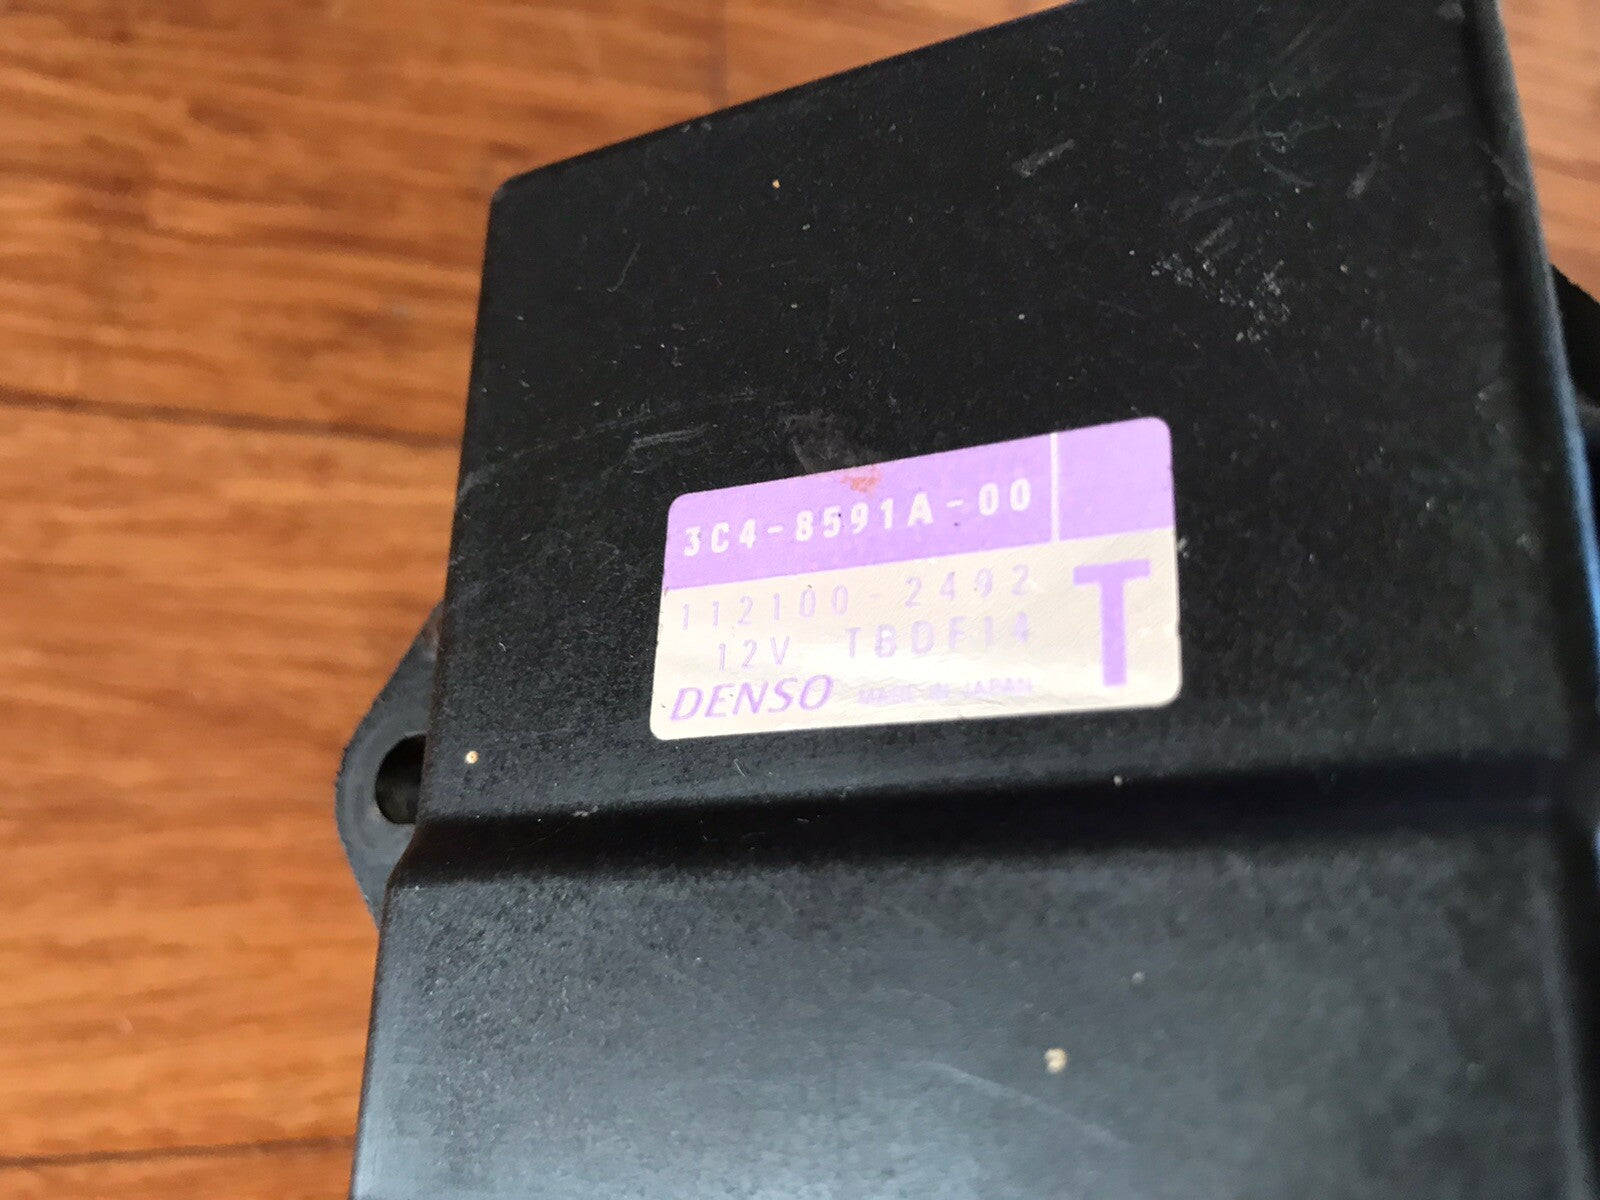 3C4-8591A-00
112100-2492
12V TBDF14 T
DENSO MADE IN JAPAN